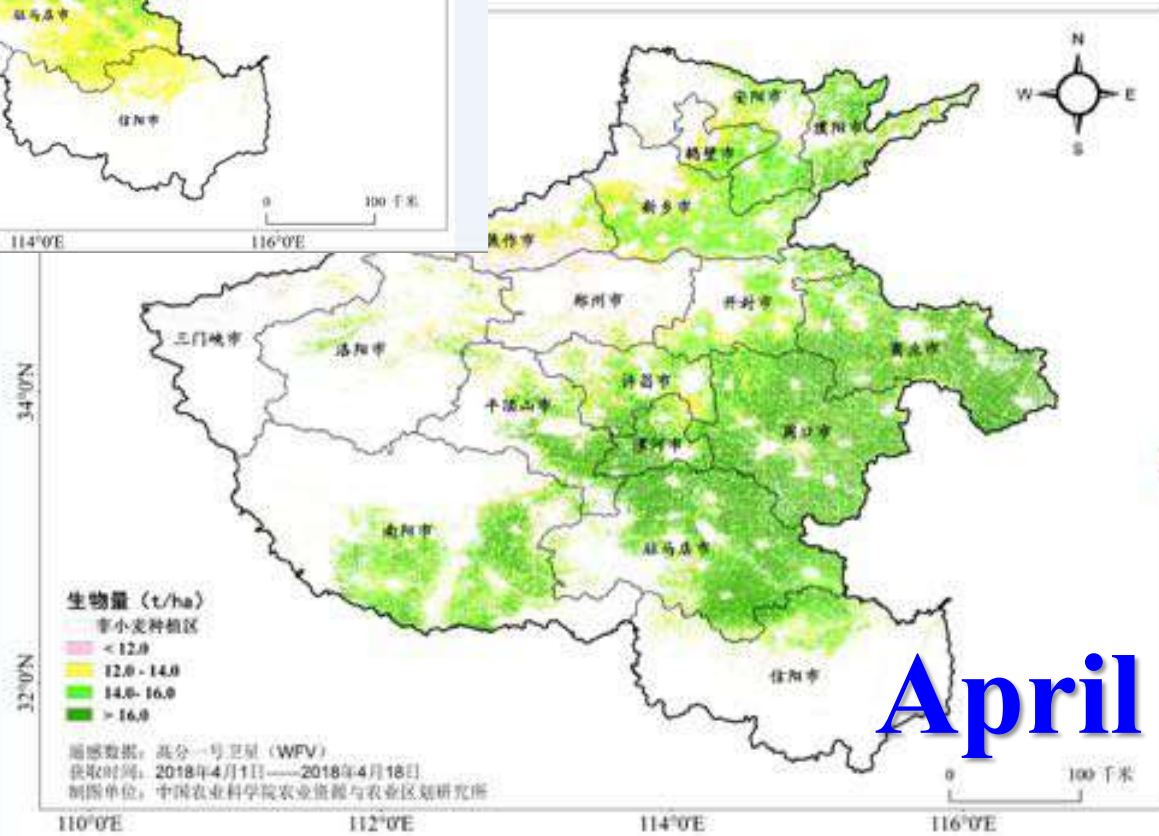 驻马店市
信阳市
0 100 千米
114°0'E 116°0'E
N
W E
S
安阳市
濮阳市
鹤壁市
新乡市
焦作市
三门峡市
洛阳市
郑州市
开封市
商丘市
许昌市
平顶山市
漯河市
周口市
南阳市
驻马店市
信阳市
34°0'N
32°0'N
生物量（t/ha）
非小麦种植区
< 12.0
12.0 - 14.0
14.0- 16.0
> 16.0
遥感数据：高分一号卫星（WFV）
获取时间：2018年4月1日——2018年4月18日
制图单位：中国农业科学院农业资源与农业区划研究所
April
0 100 千米
110°0'E 112°0'E 114°0'E 116°0'E